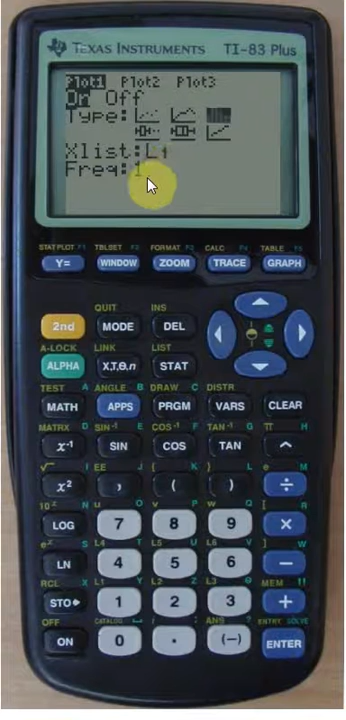 TEXAS INSTRUMENTS TI-83 Plus
Plot1 Plot2 Plot3
On Off
Type:
Xlist:L1
Freq:1
STAT PLOT F1 TBLSET F2 FORMAT F3 CALC F4 TABLE F5
Y= WINDOW ZOOM TRACE GRAPH
QUIT INS
2nd MODE DEL
A-LOCK LINK LIST
ALPHA X,T,θ,n STAT
TEST A ANGLE B DRAW C DISTR
MATH APPS PRGM VARS CLEAR
MATRX D SIN-1 E COS-1 F TAN-1 G π H
x-1 SIN COS TAN ^
√ I EE J { K } L e M
x² , ( ) ÷
10x N u O v P w Q [ R
LOG 7 8 9 ×
ex S L4 T L5 U L6 V ] W
LN 4 5 6 −
RCL X L1 Y L2 Z L3 θ MEM "
STO► 1 2 3 +
OFF CATALOG i : ANS ? ENTRY SOLVE
ON 0 . (−) ENTER